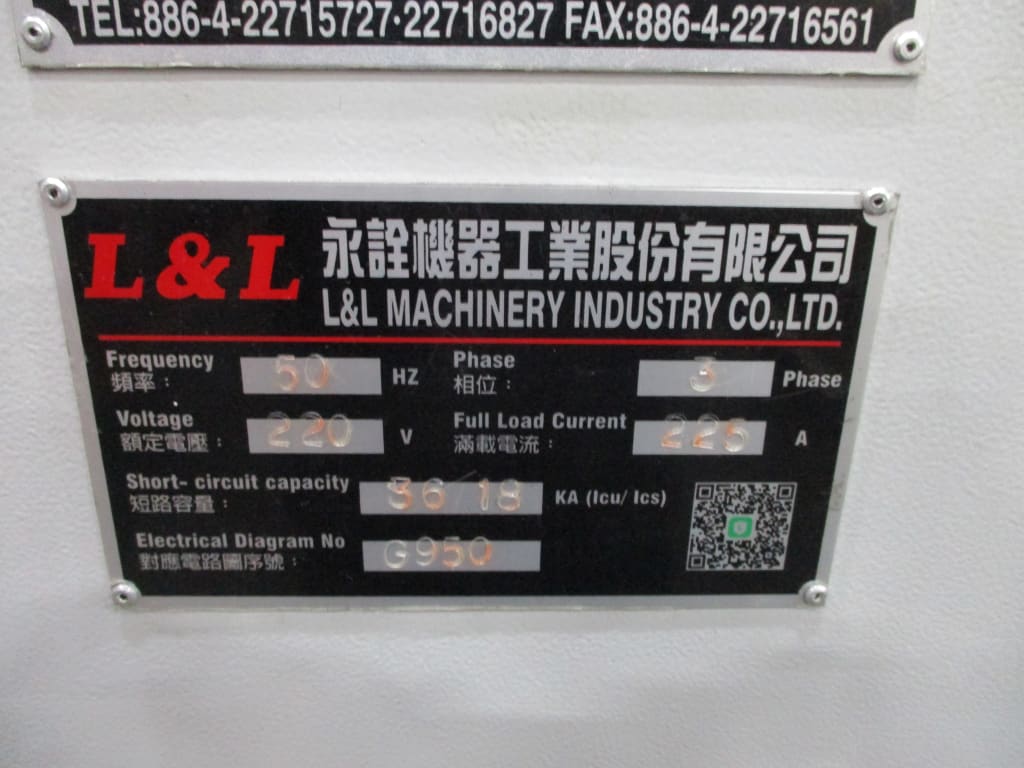 TEL:886-4-22715727·22716827 FAX:886-4-22716561
L&L 永詮機器工業股份有限公司
L&L MACHINERY INDUSTRY CO.,LTD.
Frequency 50 HZ Phase 3 Phase
頻率： 相位：
Voltage 220 V Full Load Current 226 A
額定電壓： 滿載電流：
Short- circuit capacity 36/18 KA (Icu/ Ics)
短路容量：
Electrical Diagram No G950
對應電路圖序號：